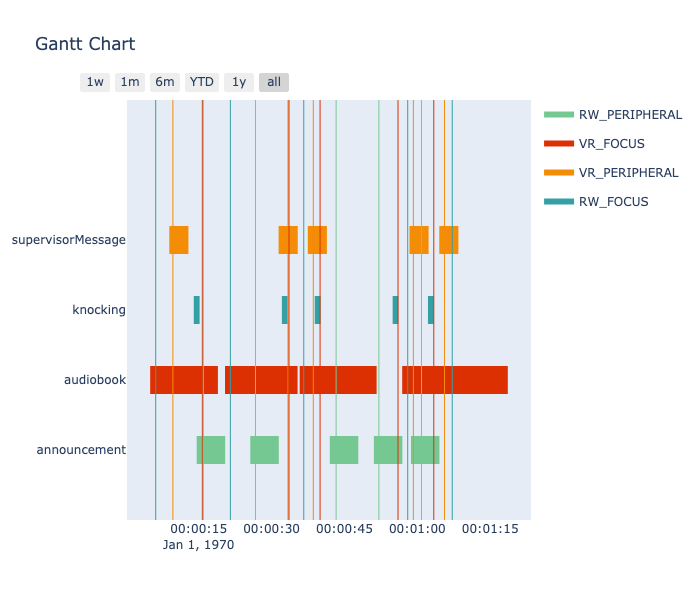 Gantt Chart
1w 1m 6m YTD 1y all
RW_PERIPHERAL
VR_FOCUS
VR_PERIPHERAL
RW_FOCUS
supervisorMessage
knocking
audiobook
announcement
00:00:15 00:00:30 00:00:45 00:01:00 00:01:15
Jan 1, 1970